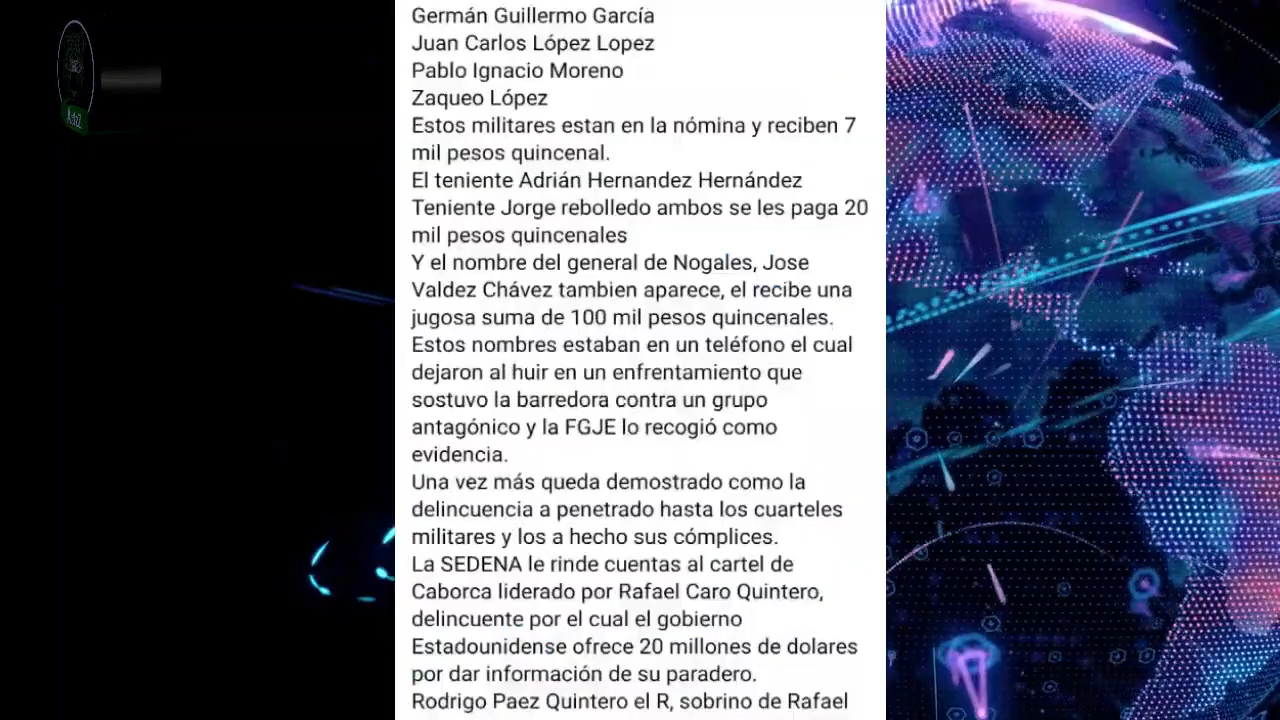 Germán Guillermo García
Juan Carlos López Lopez
Pablo Ignacio Moreno
Zaqueo López
Estos militares estan en la nómina y reciben 7
mil pesos quincenal.
El teniente Adrián Hernandez Hernández
Teniente Jorge rebolledo ambos se les paga 20
mil pesos quincenales
Y el nombre del general de Nogales, Jose
Valdez Chávez tambien aparece, el recibe una
jugosa suma de 100 mil pesos quincenales.
Estos nombres estaban en un teléfono el cual
dejaron al huir en un enfrentamiento que
sostuvo la barredora contra un grupo
antagónico y la FGJE lo recogió como
evidencia.
Una vez más queda demostrado como la
delincuencia a penetrado hasta los cuarteles
militares y los a hecho sus cómplices.
La SEDENA le rinde cuentas al cartel de
Caborca liderado por Rafael Caro Quintero,
delincuente por el cual el gobierno
Estadounidense ofrece 20 millones de dolares
por dar información de su paradero.
Rodrigo Paez Quintero el R, sobrino de Rafael